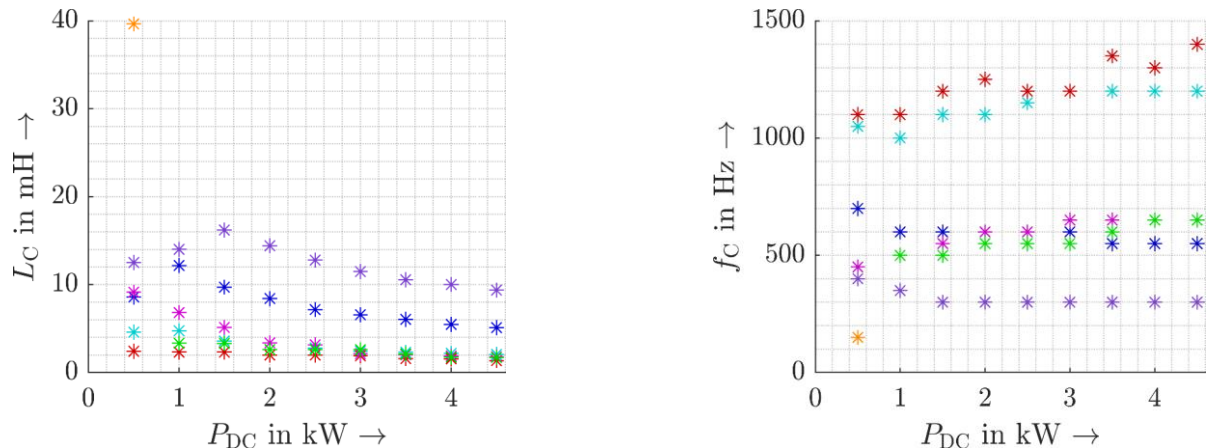 40
30
20
10
0
L_C in mH →
0 1 2 3 4
P_DC in kW →
1500
1000
500
0
f_C in Hz →
0 1 2 3 4
P_DC in kW →